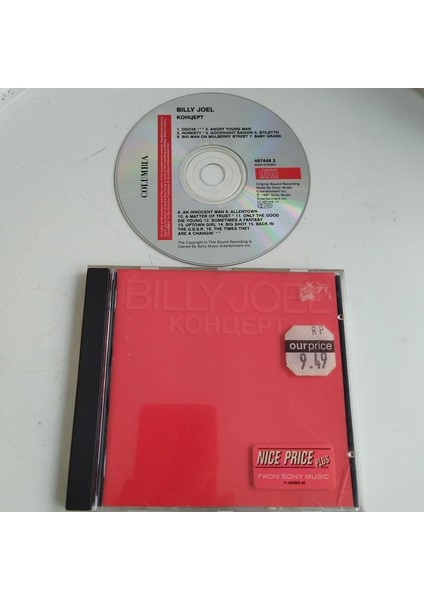 BILLY JOEL
КОНЦЕРТ
1. ODOYA 2. ANGRY YOUNG MAN
3. HONESTY 4. GOODNIGHT SAIGON 5. STILETTO
6. BIG MAN ON MULBERRY STREET 7. BABY GRAND
COLUMBIA
467448 2
Original Sound Recording
Made By Sony Music
Entertainment Inc.
8. AN INNOCENT MAN 9. ALLENTOWN
10. A MATTER OF TRUST 11. ONLY THE GOOD
DIE YOUNG 12. SOMETIMES A FANTASY
13. UPTOWN GIRL 14. BIG SHOT 15. BACK IN
THE U.S.S.R. 16. THE TIMES THEY
ARE A CHANGIN'
The Copyright In This Sound Recording Is
Owned By Sony Music Entertainment Inc.
BILLY JOEL
КОНЦЕРТ
RP
our price
9.49
NICE PRICE PLUS
FROM SONY MUSIC